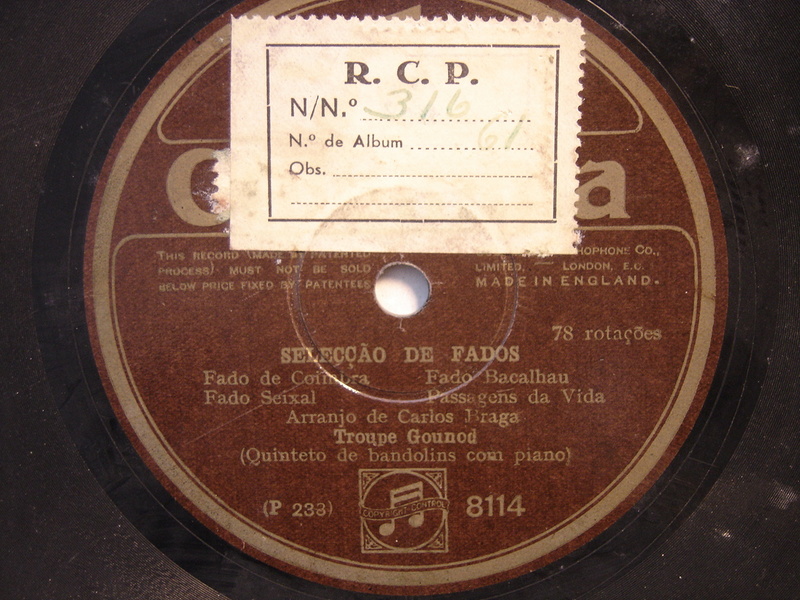 R. C. P.
N/N.º 316
N.º de Album 61
Obs.
C a
THIS RECORD (MADE BY PATENTED
PROCESS) MUST NOT BE SOLD
BELOW PRICE FIXED BY PATENTEES
PHOPHONE CO.,
LIMITED, — LONDON, E.C.
MADE IN ENGLAND.
78 rotações
SELECÇÃO DE FADOS
Fado de Coimbra Fado Bacalhau
Fado Seixal Passagens da Vida
Arranjo de Carlos Braga
Troupe Gounod
(Quinteto de bandolins com piano)
COPYRIGHT CONTROL
(P 233) 8114